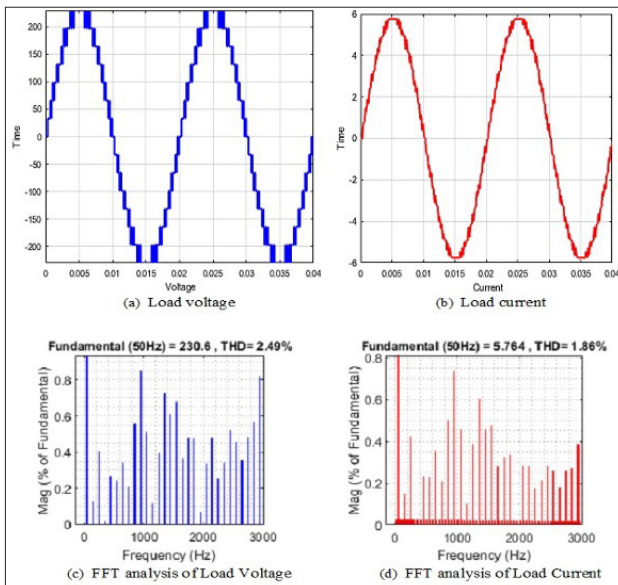 200
150
100
50
0
-50
-100
-150
-200
Time
0 0.005 0.01 0.015 0.02 0.025 0.03 0.035 0.04
Voltage
(a) Load voltage
6
4
2
0
-2
-4
-6
Time
0 0.005 0.01 0.015 0.02 0.025 0.03 0.035 0.04
Current
(b) Load current
Fundamental (50Hz) = 230.6 , THD= 2.49%
Mag (% of Fundamental)
0.8
0.6
0.4
0.2
0
0 1000 2000 3000
Frequency (Hz)
(c) FFT analysis of Load Voltage
Fundamental (50Hz) = 5.764 , THD= 1.86%
Mag (% of Fundamental)
0.8
0.6
0.4
0.2
0
0 1000 2000 3000
Frequency (Hz)
(d) FFT analysis of Load Current